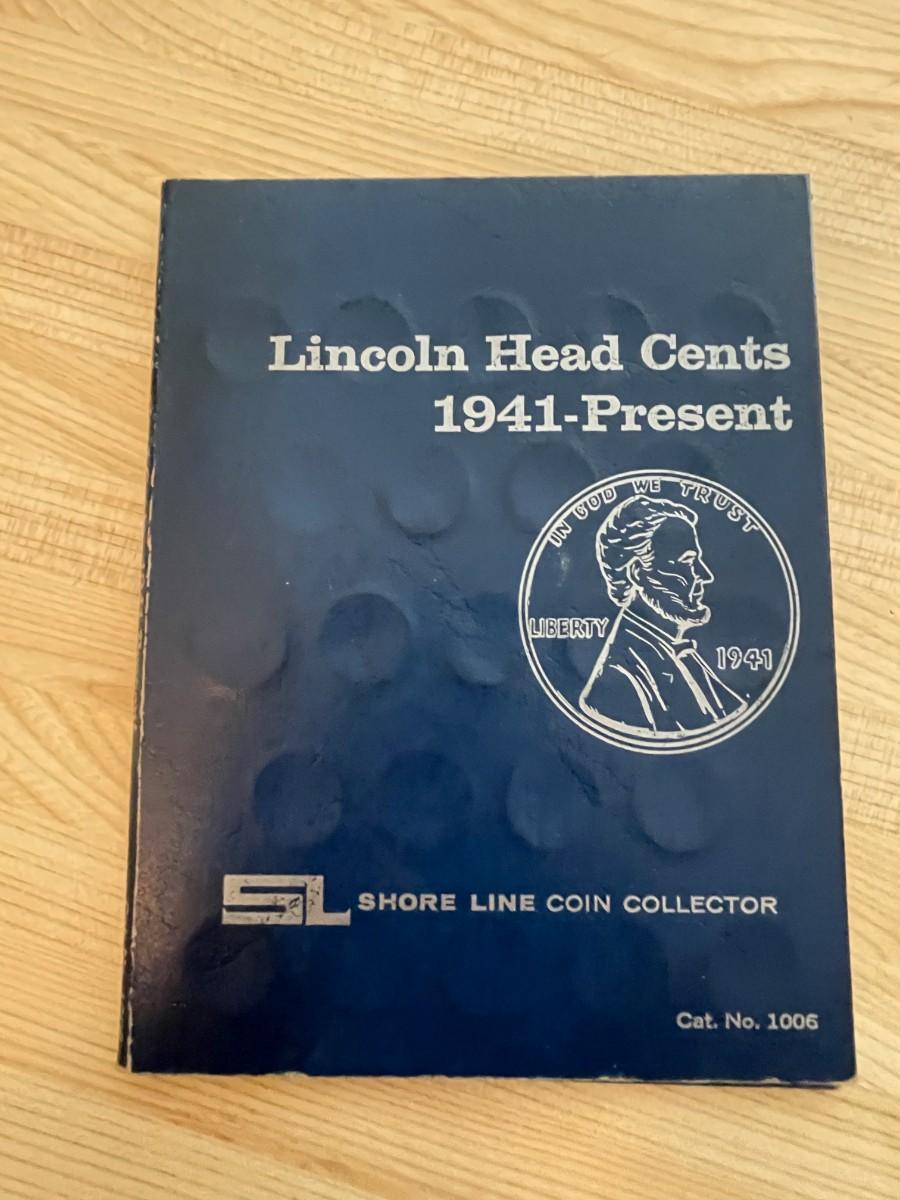 Lincoln Head Cents
1941-Present
IN GOD WE TRUST
LIBERTY
1941
SL SHORE LINE COIN COLLECTOR
Cat. No. 1006